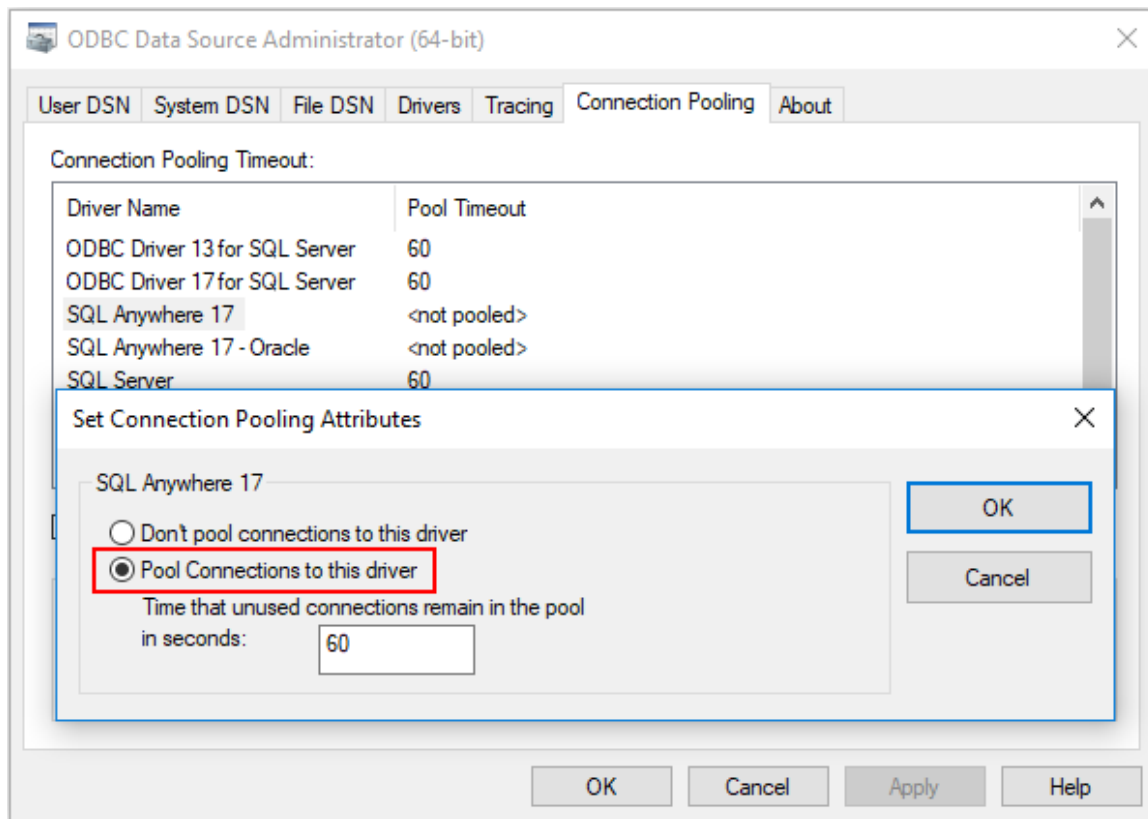 ODBC Data Source Administrator (64-bit)
User DSN System DSN File DSN Drivers Tracing Connection Pooling About
Connection Pooling Timeout:
Driver Name Pool Timeout
ODBC Driver 13 for SQL Server 60
ODBC Driver 17 for SQL Server 60
SQL Anywhere 17 <not pooled>
SQL Anywhere 17 - Oracle <not pooled>
SQL Server 60
Set Connection Pooling Attributes
SQL Anywhere 17
Don't pool connections to this driver
Pool Connections to this driver
Time that unused connections remain in the pool
in seconds: 60
OK
Cancel
OK Cancel Apply Help